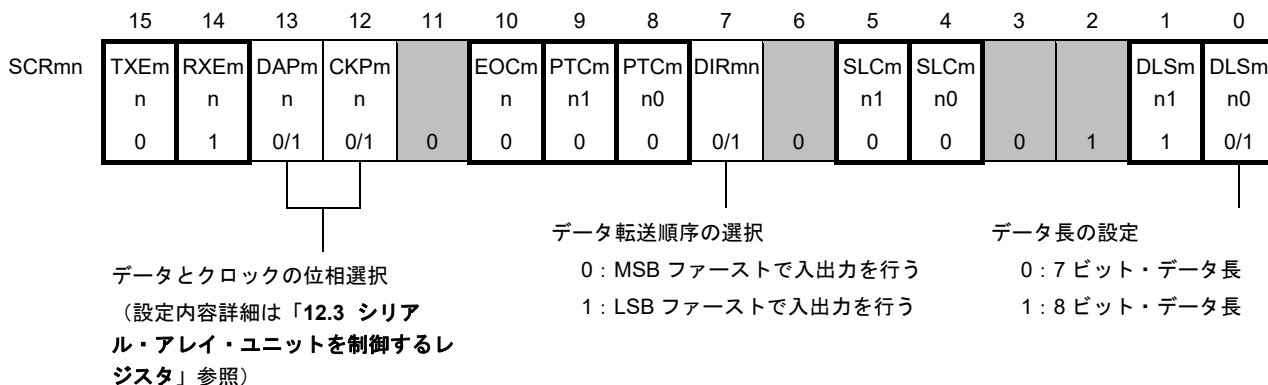 15 14 13 12 11 10 9 8 7 6 5 4 3 2 1 0
SCRmn TXEm RXEm DAPm CKPm EOCm PTCm PTCm DIRmn SLCm SLCm DLSm DLSm
n n n n n n1 n0 n1 n0 n1 n0
0 1 0/1 0/1 0 0 0 0 0/1 0 0 0 0 1 1 0/1
データとクロックの位相選択
（設定内容詳細は「12.3 シリア
ル・アレイ・ユニットを制御するレ
ジスタ」参照）
データ転送順序の選択
0：MSB ファーストで入出力を行う
1：LSB ファーストで入出力を行う
データ長の設定
0：7 ビット・データ長
1：8 ビット・データ長